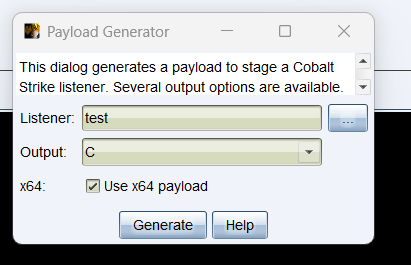 Payload Generator
This dialog generates a payload to stage a Cobalt
Strike listener. Several output options are available.
Listener: test ...
Output: C
x64: Use x64 payload
Generate Help